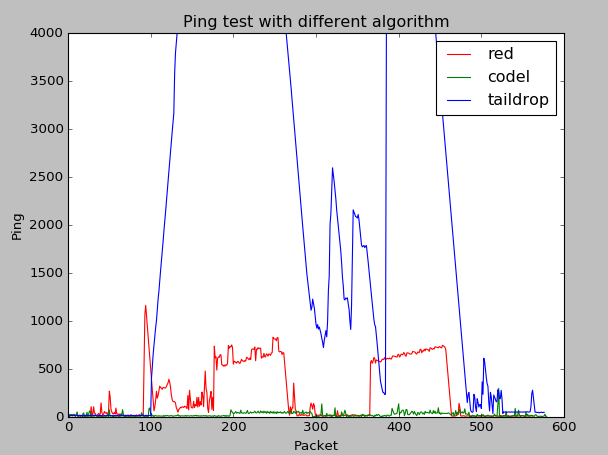 Ping test with different algorithm
4000
3500
3000
2500
2000
1500
1000
500
0
Ping
red
codel
taildrop
0 100 200 300 400 500 600
Packet